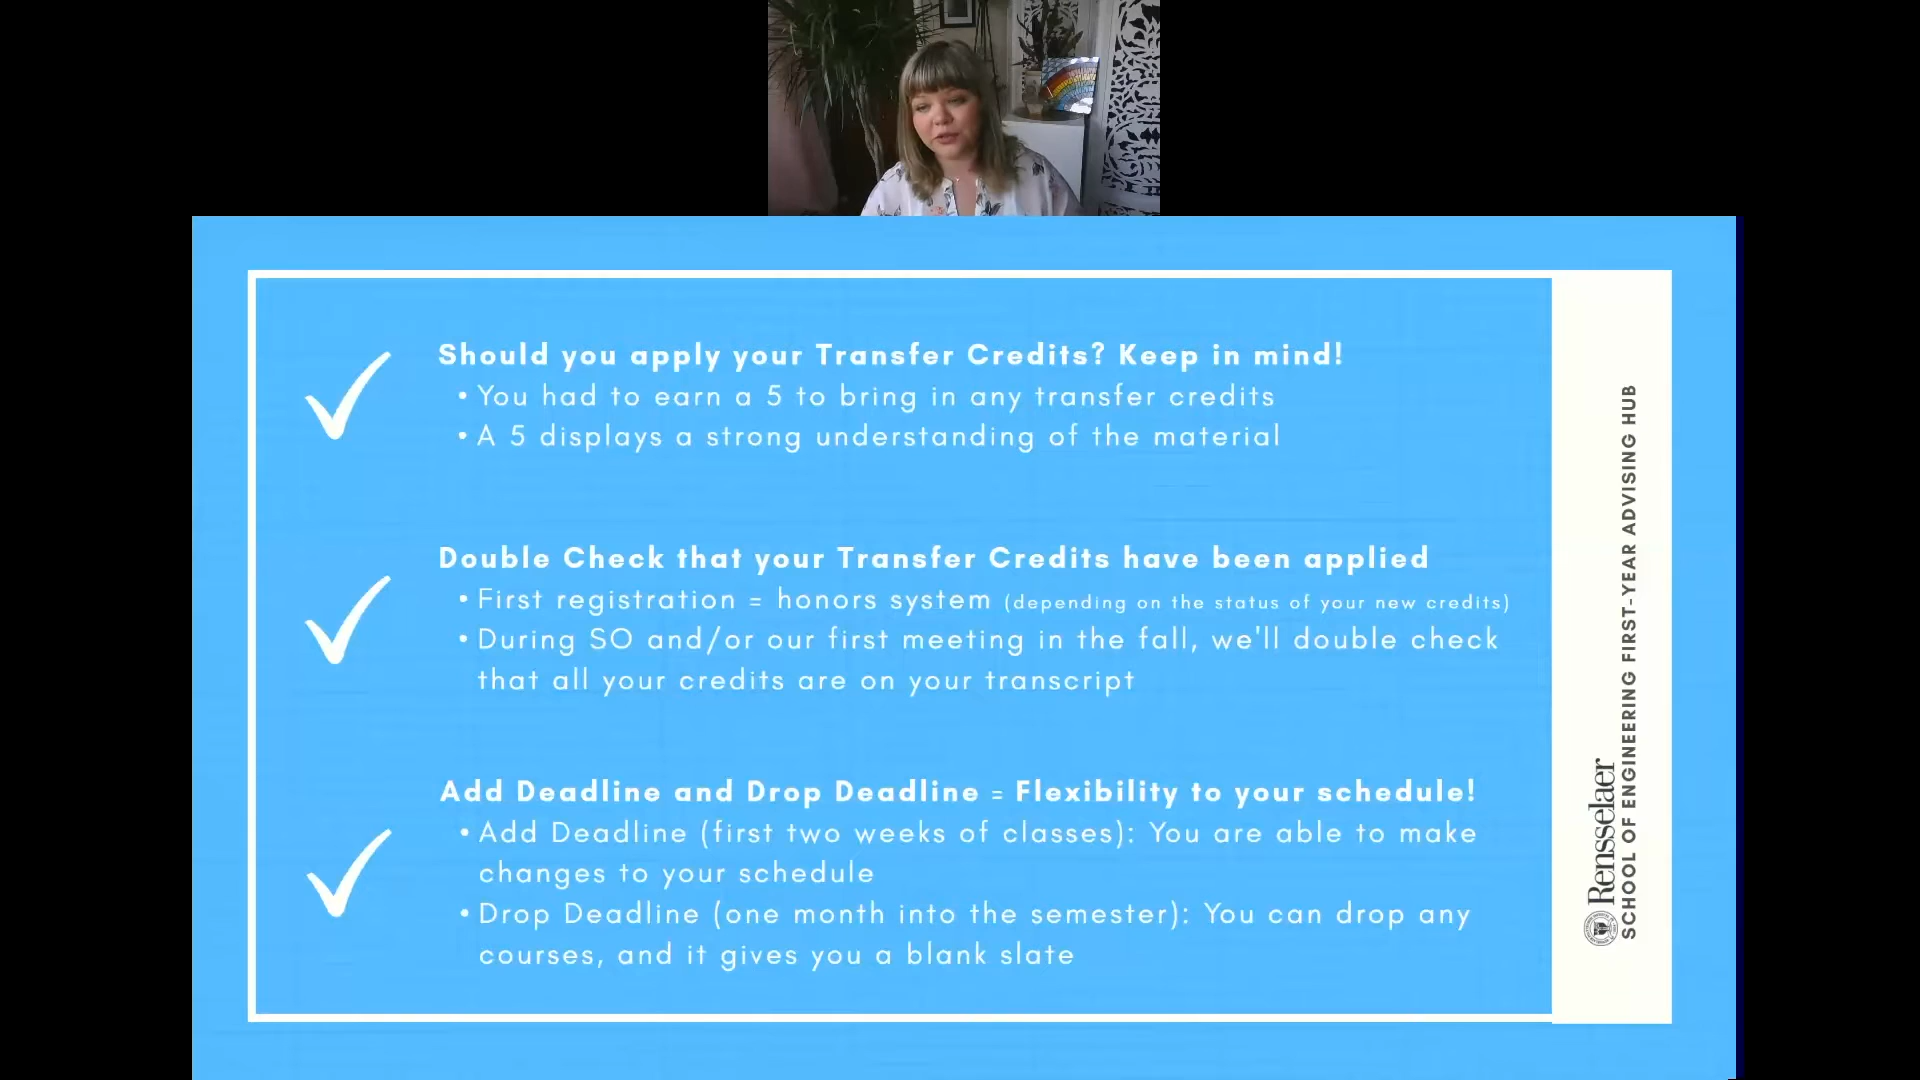 Should you apply your Transfer Credits? Keep in mind!
• You had to earn a 5 to bring in any transfer credits
• A 5 displays a strong understanding of the material
Double Check that your Transfer Credits have been applied
• First registration = honors system (depending on the status of your new credits)
• During SO and/or our first meeting in the fall, we'll double check
that all your credits are on your transcript
Add Deadline and Drop Deadline = Flexibility to your schedule!
• Add Deadline (first two weeks of classes): You are able to make
changes to your schedule
• Drop Deadline (one month into the semester): You can drop any
courses, and it gives you a blank slate
Rensselaer
SCHOOL OF ENGINEERING FIRST-YEAR ADVISING HUB